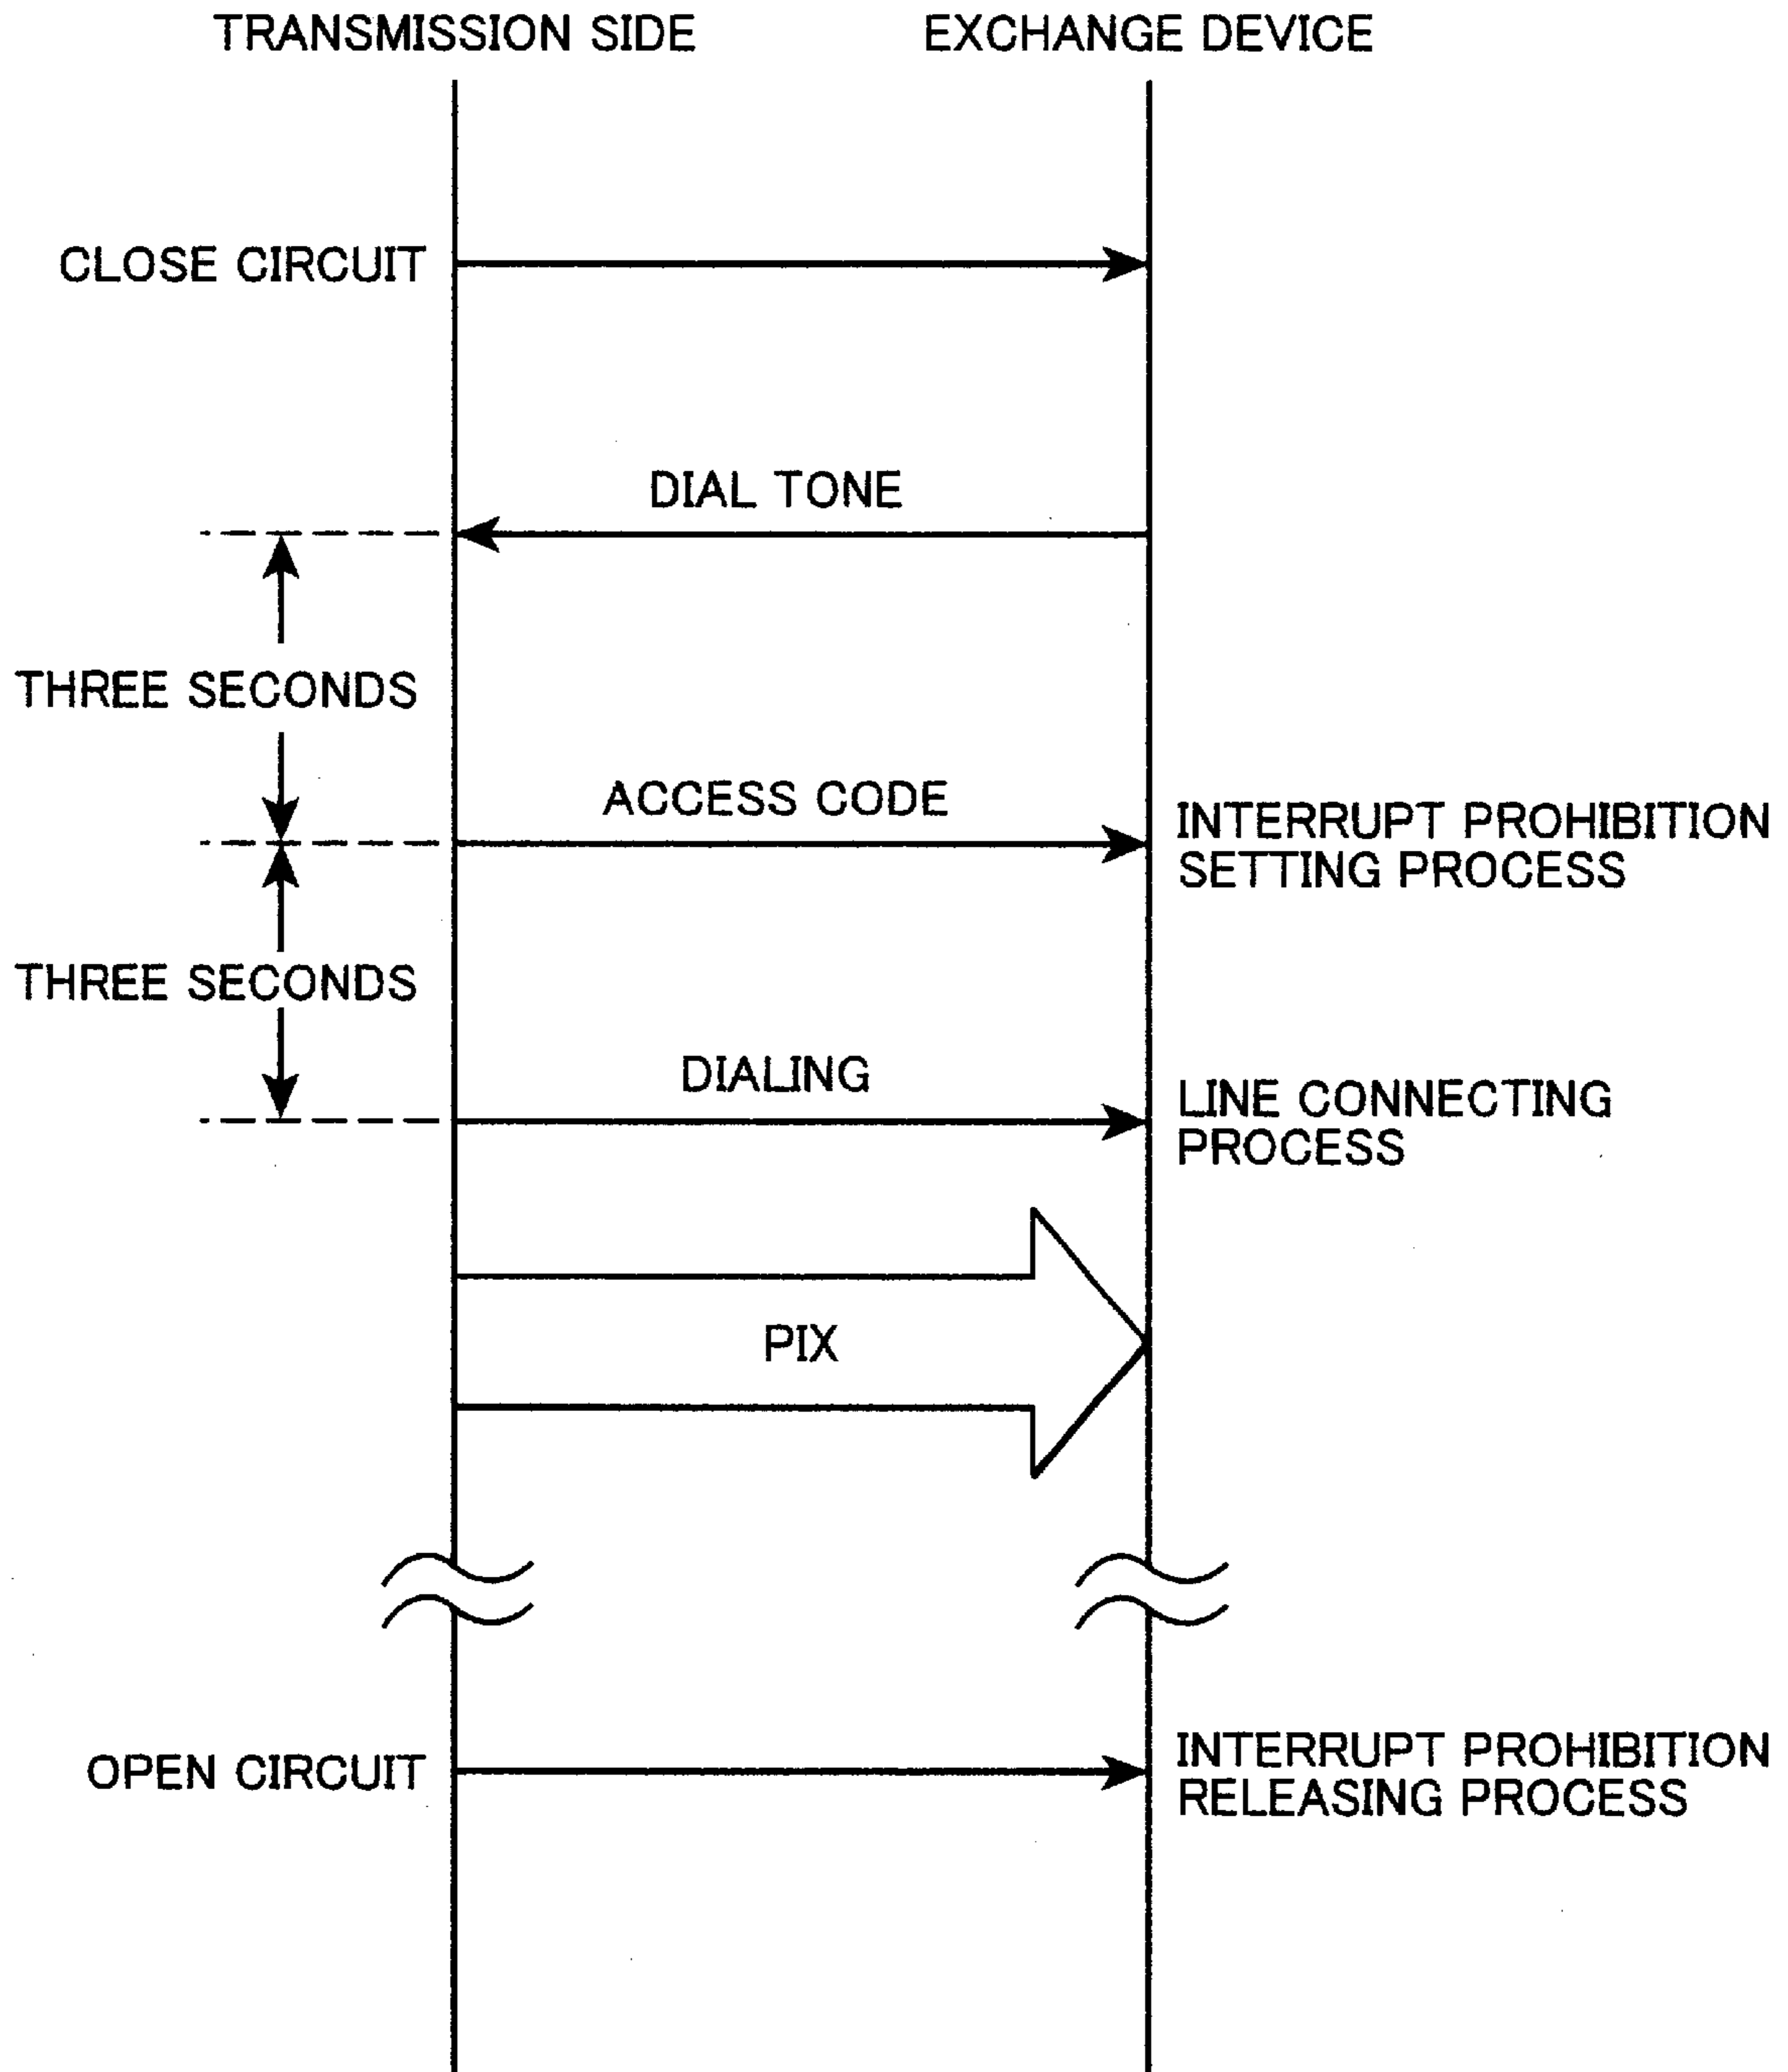 TRANSMISSION SIDE
EXCHANGE DEVICE
CLOSE CIRCUIT
DIAL TONE
THREE SECONDS
ACCESS CODE
INTERRUPT PROHIBITION
SETTING PROCESS
THREE SECONDS
DIALING
LINE CONNECTING
PROCESS
PIX
OPEN CIRCUIT
INTERRUPT PROHIBITION
RELEASING PROCESS